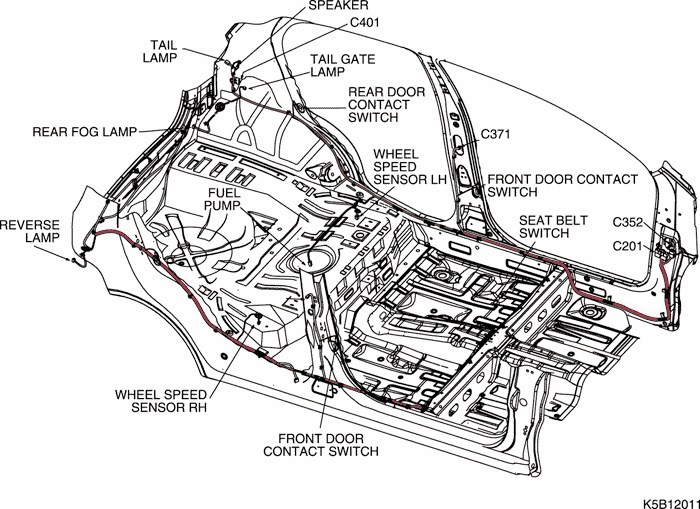 SPEAKER
C401
TAIL
LAMP
TAIL GATE
LAMP
REAR DOOR
CONTACT
SWITCH
REAR FOG LAMP
C371
WHEEL
SPEED
SENSOR LH
FRONT DOOR CONTACT
SWITCH
FUEL
PUMP
SEAT BELT
SWITCH
C352
C201
REVERSE
LAMP
WHEEL SPEED
SENSOR RH
FRONT DOOR
CONTACT SWITCH
K5B12011